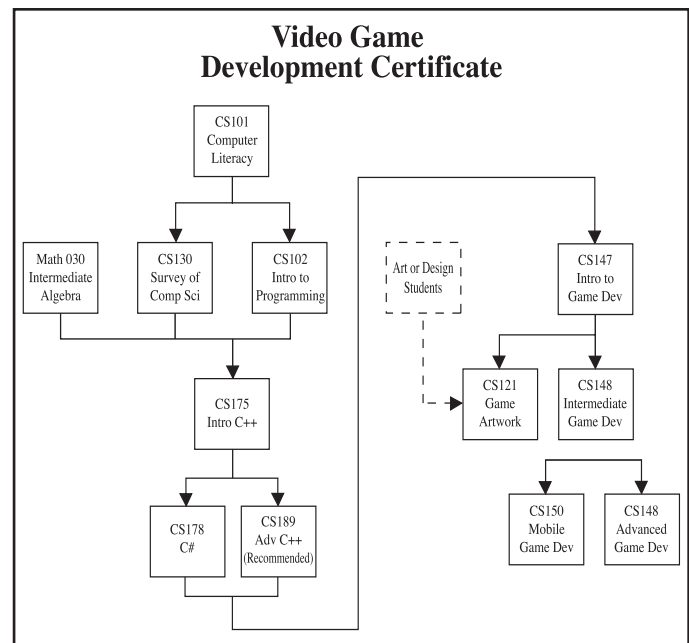 Video Game
Development Certificate
CS101
Computer
Literacy
Math 030
Intermediate
Algebra
CS130
Survey of
Comp Sci
CS102
Intro to
Programming
Art or Design
Students
CS147
Intro to
Game Dev
CS175
Intro C++
CS121
Game
Artwork
CS148
Intermediate
Game Dev
CS178
C#
CS189
Adv C++
(Recommended)
CS150
Mobile
Game Dev
CS148
Advanced
Game Dev